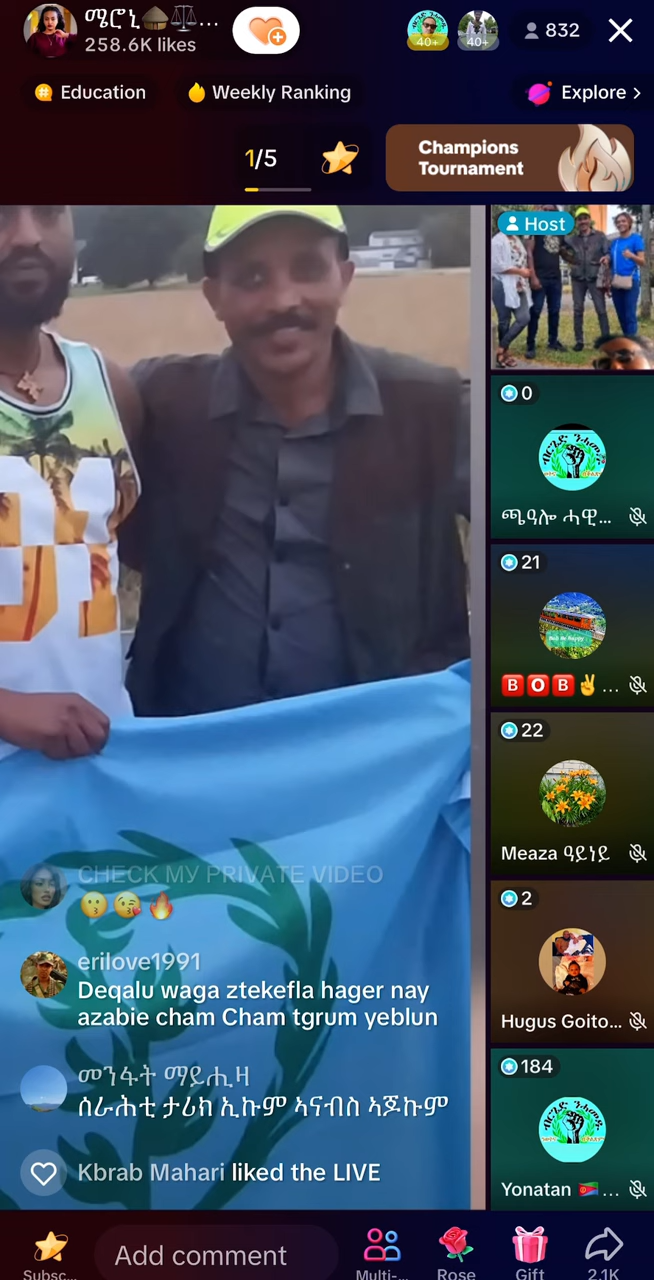 ሜሮኒ
258.6K likes
40+
40+
832
Education
Weekly Ranking
Explore >
1/5
Champions
Tournament
Host
0
ጫዓሎ ሓዊ...
21
BOB✌...
22
Meaza ዓይነይ
2
Hugus Goito...
184
Yonatan 🇪🇷...
CHECK MY PRIVATE VIDEO
😗😘🔥
erilove1991
Deqalu waga ztekefla hager nay
azabie cham Cham tgrum yeblun
መንፋት ማይሒዛ
ሰራሕቲ ታሪክ ኢኩም ኣናብስ ኣጆኩም
Kbrab Mahari liked the LIVE
Subsc...
Add comment
Multi-...
Rose
Gift
2.1K